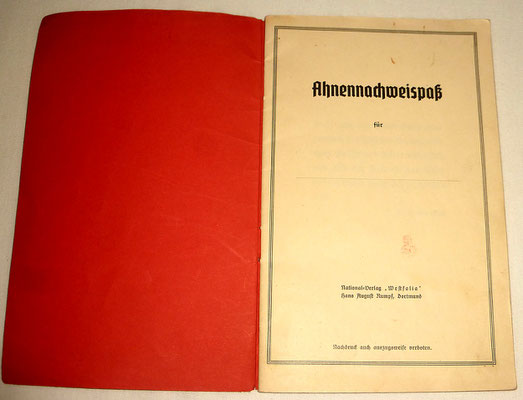 Ahnennachweispaß
für
National-Verlag „Westfalia"
Hans August Rumpf, Dortmund
Nachdruck auch auszugsweise verboten.